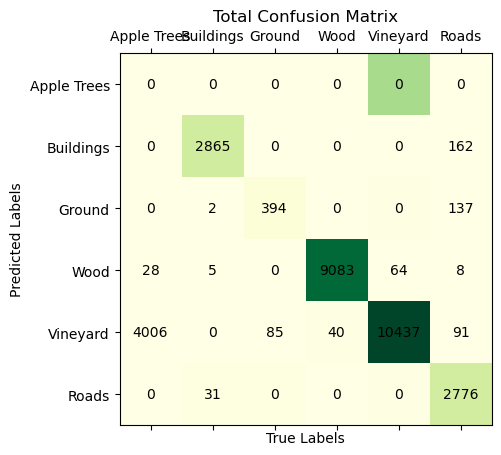 Total Confusion Matrix
Apple Trees Buildings Ground Wood Vineyard Roads
Apple Trees 0 0 0 0 0 0
Buildings 0 2865 0 0 0 162
Ground 0 2 394 0 0 137
Wood 28 5 0 9083 64 8
Vineyard 4006 0 85 40 10437 91
Roads 0 31 0 0 0 2776
Predicted Labels
True Labels